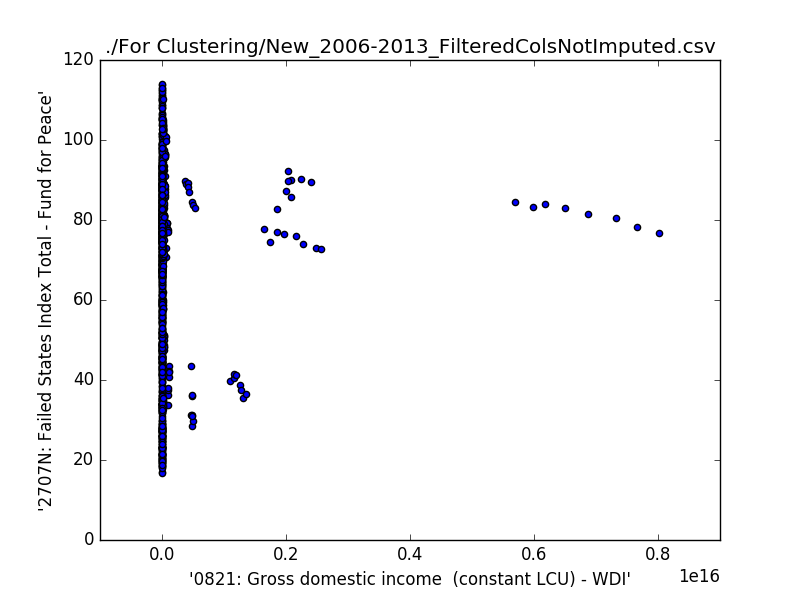 ./For Clustering/New_2006-2013_FilteredColsNotImputed.csv
120
100
80
60
40
20
0
'2707N: Failed States Index Total - Fund for Peace'
0.0 0.2 0.4 0.6 0.8
1e16
'0821: Gross domestic income  (constant LCU) - WDI'